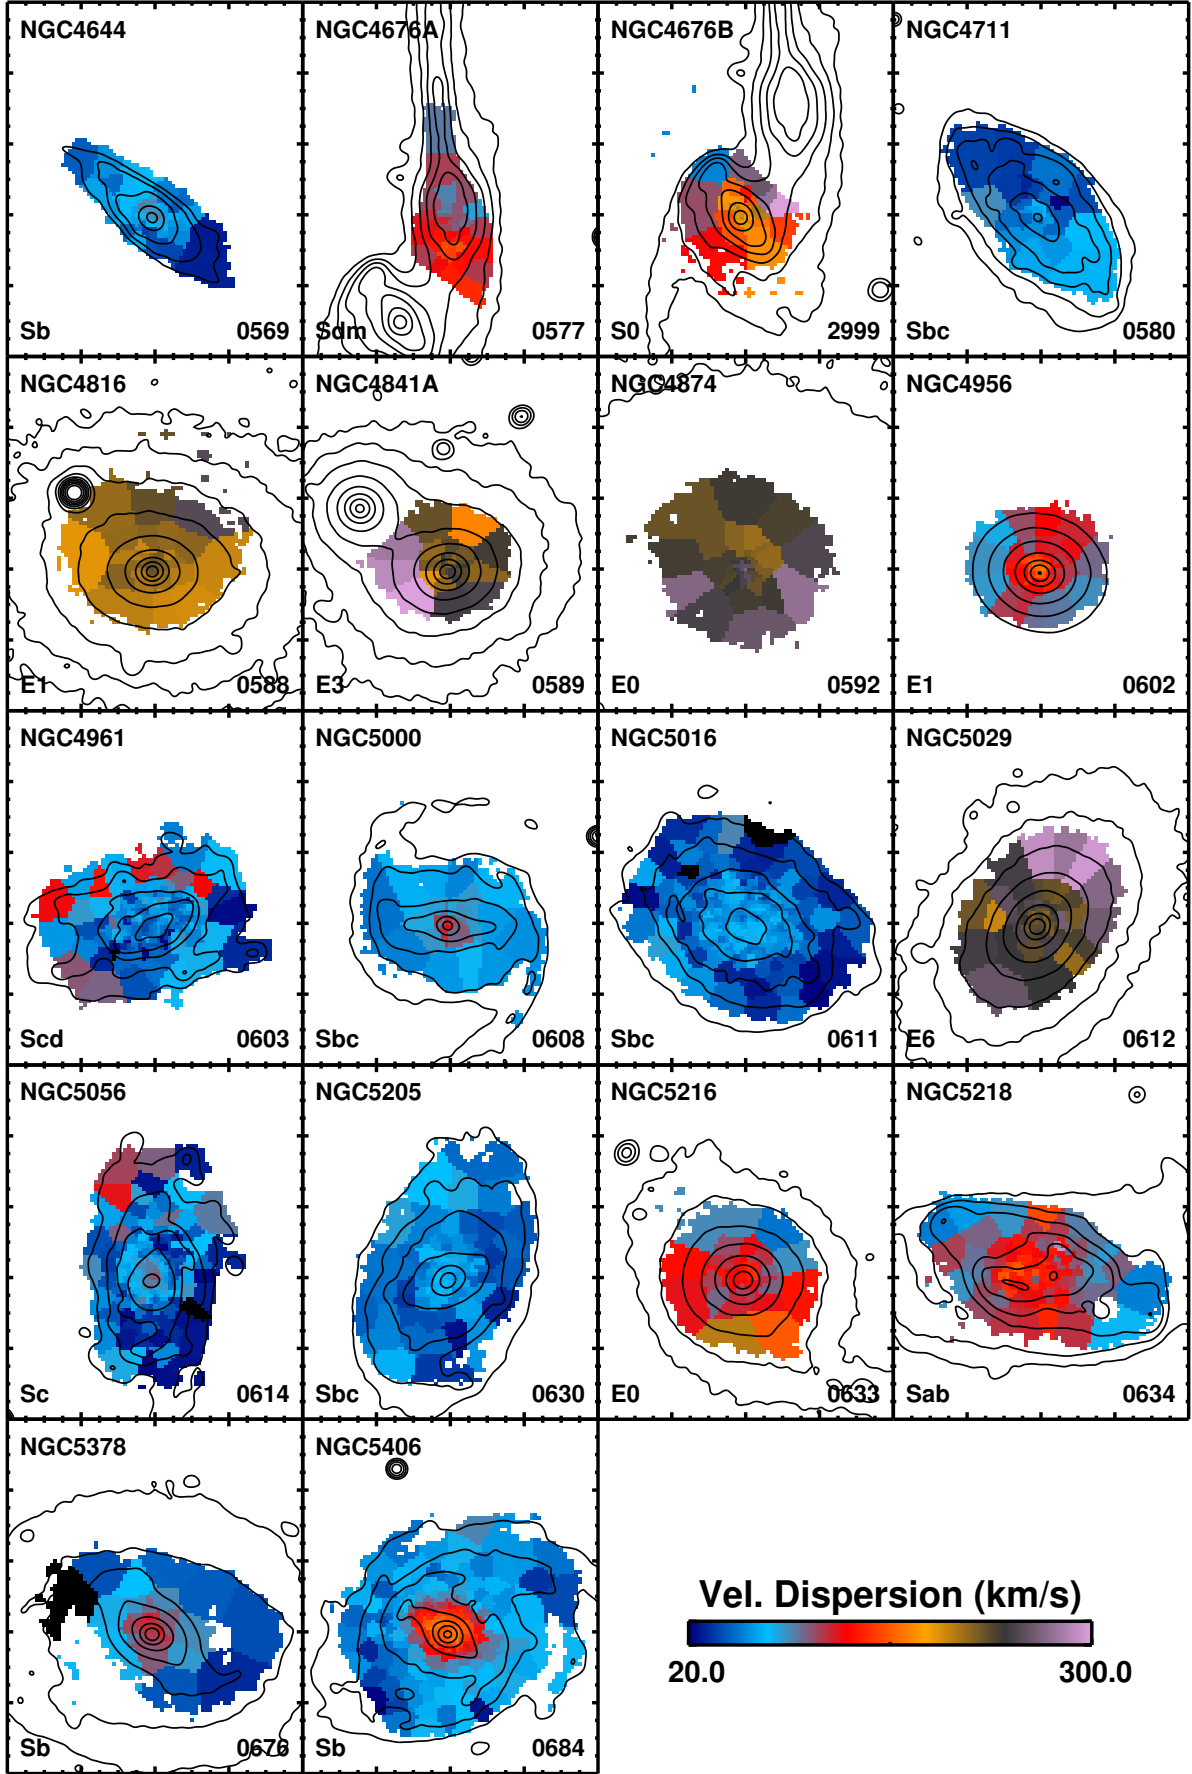 NGC4644 NGC4676A NGC4676B NGC4711
Sb 0569 Sdm 0577 S0 2999 Sbc 0580
NGC4816 NGC4841A NGC4874 NGC4956
E1 0588 E3 0589 E0 0592 E1 0602
NGC4961 NGC5000 NGC5016 NGC5029
Scd 0603 Sbc 0608 Sbc 0611 E6 0612
NGC5056 NGC5205 NGC5216 NGC5218
Sc 0614 Sbc 0630 E0 0633 Sab 0634
NGC5378 NGC5406
Sb 0676 Sb 0684
Vel. Dispersion (km/s)
20.0 300.0